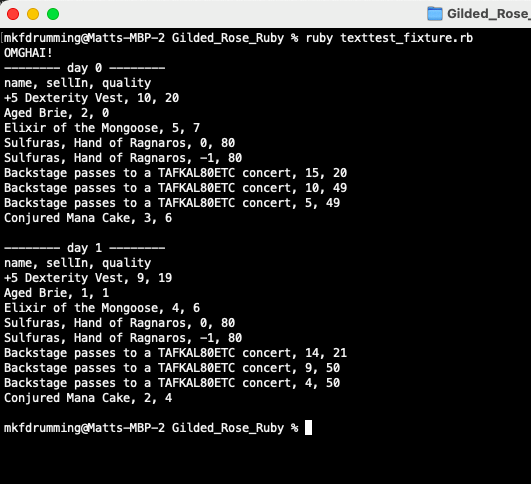 Gilded_Rose_
mkfdrumming@Matts-MBP-2 Gilded_Rose_Ruby % ruby texttest_fixture.rb
OMGHAI!
-------- day 0 --------
name, sellIn, quality
+5 Dexterity Vest, 10, 20
Aged Brie, 2, 0
Elixir of the Mongoose, 5, 7
Sulfuras, Hand of Ragnaros, 0, 80
Sulfuras, Hand of Ragnaros, -1, 80
Backstage passes to a TAFKAL80ETC concert, 15, 20
Backstage passes to a TAFKAL80ETC concert, 10, 49
Backstage passes to a TAFKAL80ETC concert, 5, 49
Conjured Mana Cake, 3, 6

-------- day 1 --------
name, sellIn, quality
+5 Dexterity Vest, 9, 19
Aged Brie, 1, 1
Elixir of the Mongoose, 4, 6
Sulfuras, Hand of Ragnaros, 0, 80
Sulfuras, Hand of Ragnaros, -1, 80
Backstage passes to a TAFKAL80ETC concert, 14, 21
Backstage passes to a TAFKAL80ETC concert, 9, 50
Backstage passes to a TAFKAL80ETC concert, 4, 50
Conjured Mana Cake, 2, 4

mkfdrumming@Matts-MBP-2 Gilded_Rose_Ruby %